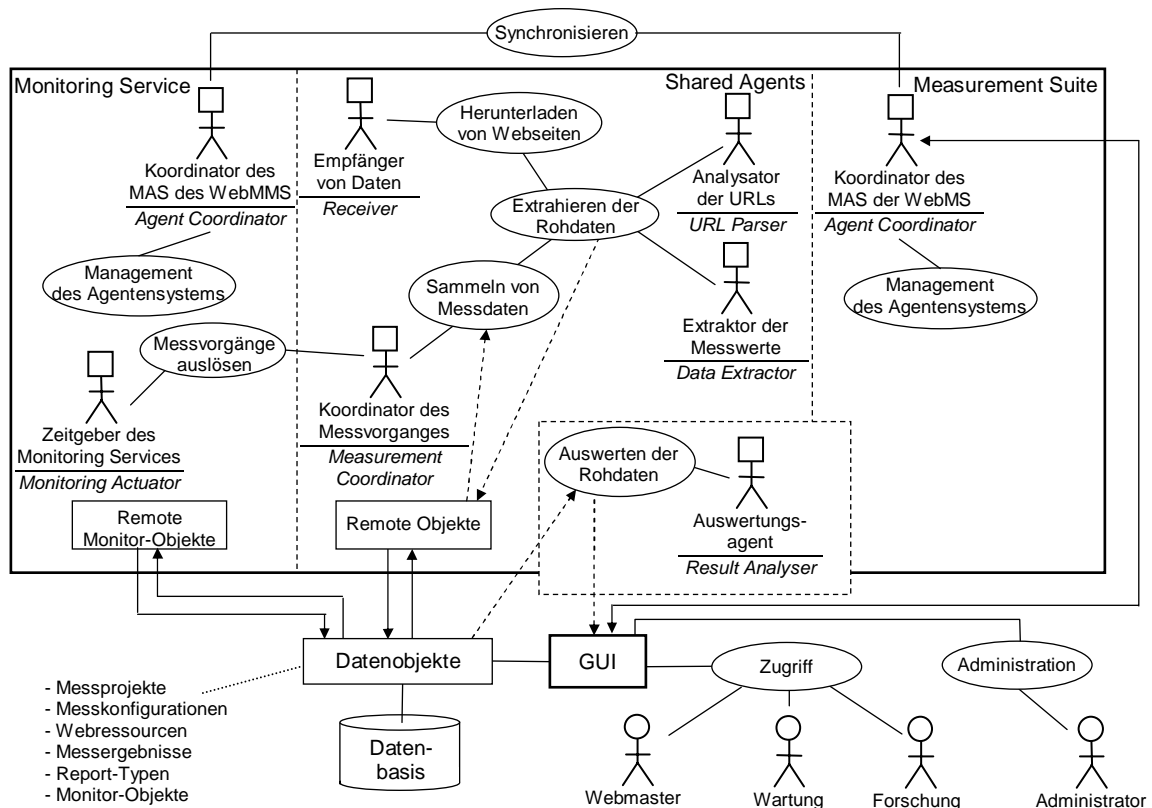 Synchronisieren
Monitoring Service
Shared Agents
Measurement Suite
Koordinator des
MAS des WebMMS
Agent Coordinator
Empfänger
von Daten
Receiver
Herunterladen
von Webseiten
Analysator
der URLs
URL Parser
Koordinator des
MAS der WebMS
Agent Coordinator
Extrahieren der
Rohdaten
Management
des Agentensystems
Sammeln von
Messdaten
Management
des Agentensystems
Messvorgänge
auslösen
Extraktor der
Messwerte
Data Extractor
Zeitgeber des
Monitoring Services
Monitoring Actuator
Koordinator des
Messvorganges
Measurement
Coordinator
Auswerten der
Rohdaten
Auswertungs-
agent
Result Analyser
Remote
Monitor-Objekte
Remote Objekte
Datenobjekte
GUI
Zugriff
Administration
- Messprojekte
- Messkonfigurationen
- Webressourcen
- Messergebnisse
- Report-Typen
- Monitor-Objekte
Daten-
basis
Webmaster
Wartung
Forschung
Administrator